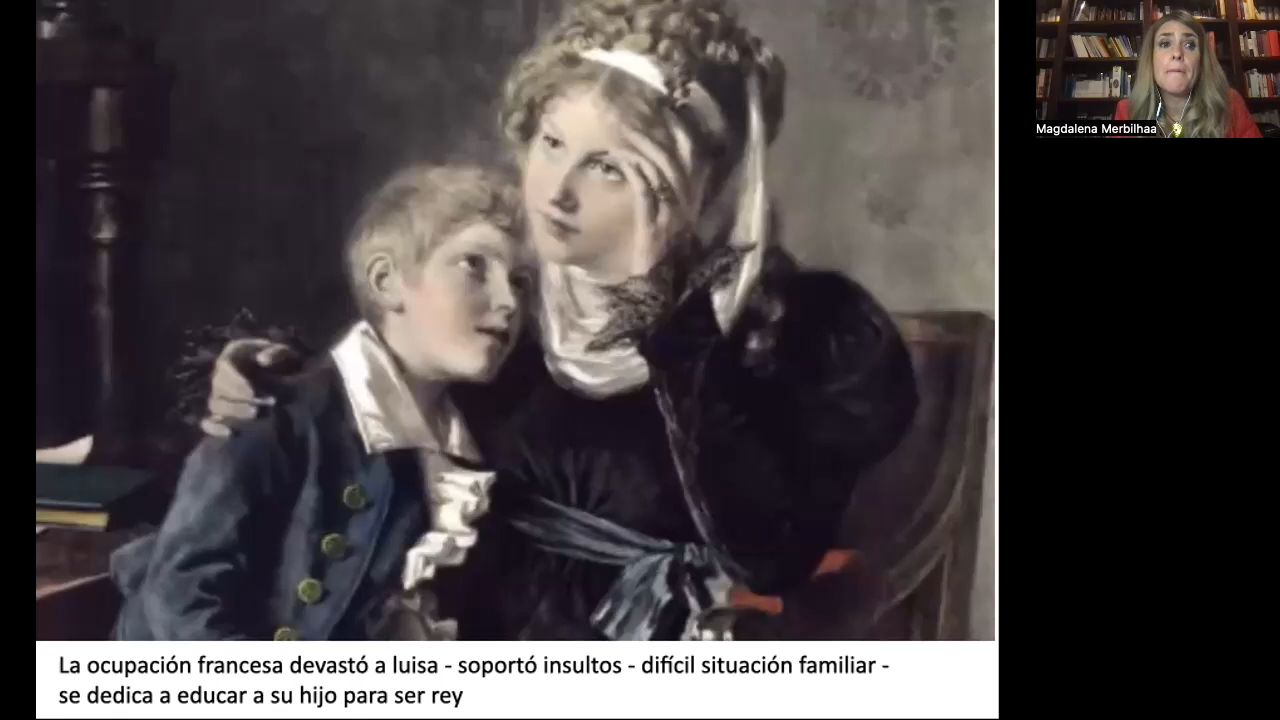 Magdalena Merbilhaa
La ocupación francesa devastó a luisa - soportó insultos - difícil situación familiar -
se dedica a educar a su hijo para ser rey